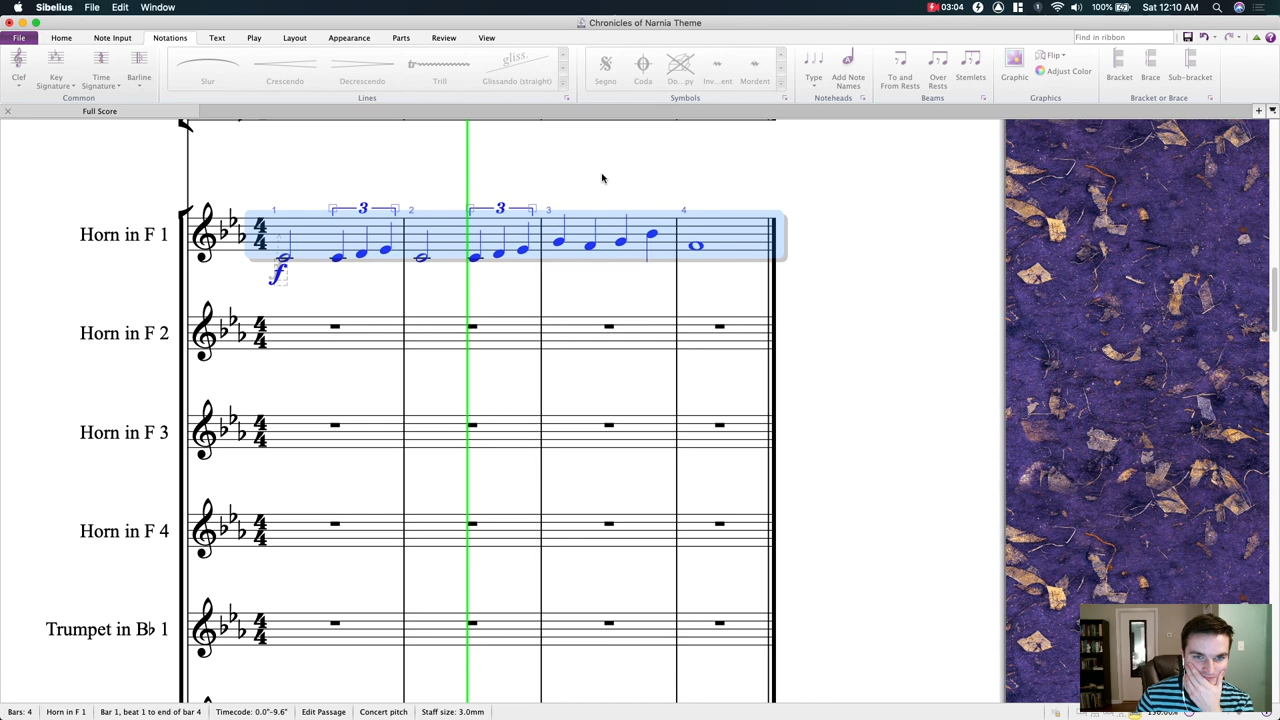 Sibelius File Edit Window 03:04 100% Sat 12:10 AM
Chronicles of Narnia Theme
File Home Note Input Notations Text Play Layout Appearance Parts Review View Find in ribbon
gliss.
Clef Key Signature Time Signature Barline Slur Crescendo Decrescendo Trill Glissando (straight) Segno Coda Do...py Inv...ent Mordent Type Add Note Names To and From Rests Over Rests Stemlets Graphic Flip Adjust Color Bracket Brace Sub-bracket
Common Lines Symbols Noteheads Beams Graphics Bracket or Brace
Full Score
1 3 2 3 3 4
Horn in F 1
f
Horn in F 2
Horn in F 3
Horn in F 4
Trumpet in B♭ 1
Bars: 4 Horn in F 1 Bar 1, beat 1 to end of bar 4 Timecode: 0.0"-9.6" Edit Passage Concert pitch Staff size: 3.0mm